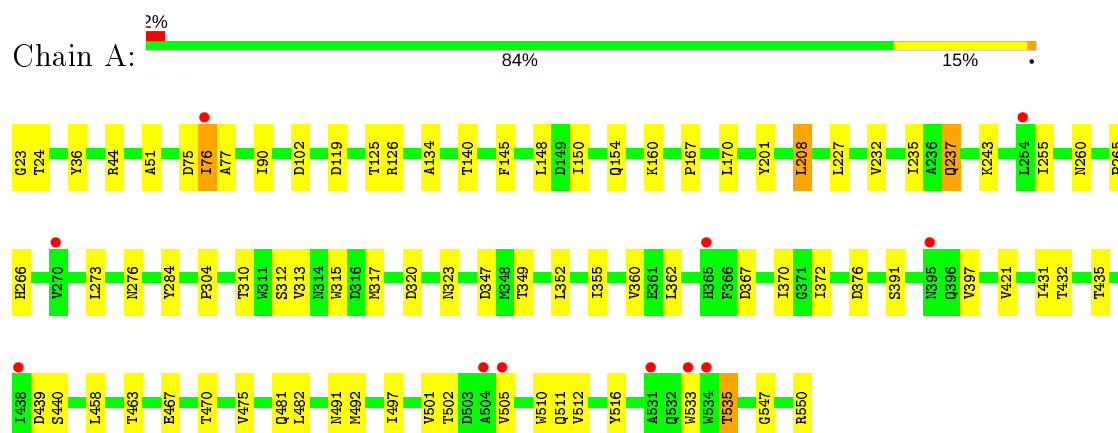 2%
Chain A:
84% 15% •
G23 T24 Y36 R44 A51 D75 I76 A77 I90 D102 D119 T125 R126 A134 T140 F145 L148 D149 I150 Q154 K160 P167 L170 Y201 L208 L227 V232 I235 A236 Q237 K243 L254 I255 N260
H266 V270 L273 N276 Y284 P304 T310 W311 S312 V313 N314 W315 D316 M317 D320 N323 D347 M348 T349 L352 I355 V360 E361 L362 H365 F366 D367 I370 G371 I372 D376 S391 N395 Q396 V397 V421 I431 T432 T435
I438 D439 S440 L458 T463 E467 T470 V475 Q481 L482 N491 M492 I497 V501 T502 D503 A504 V505 W510 Q511 V512 Y516 A531 Q532 W533 W534 T535 G547 R550